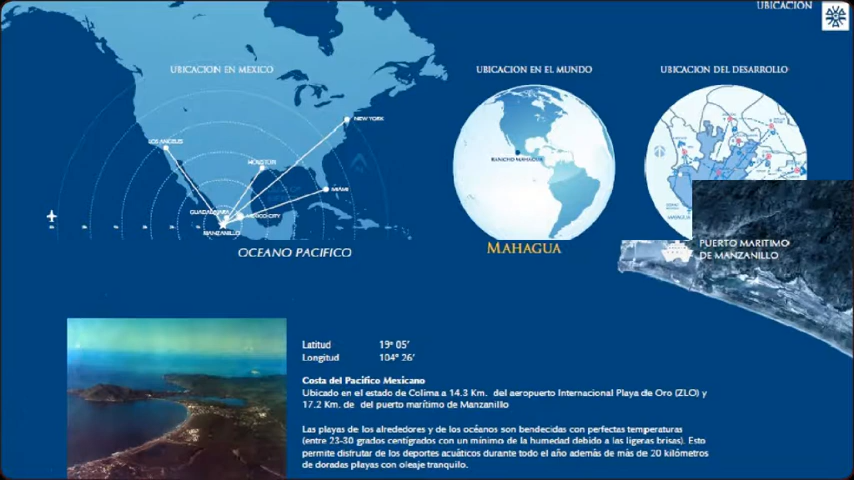 UBICACION
UBICACION EN MEXICO
UBICACION EN EL MUNDO
UBICACION DEL DESARROLLO
NEW YORK
LOS ANGELES
HOUSTON
MIAMI
GUADALAJARA
MEXICO CITY
MANZANILLO
RANCHO MAHAGUA
OCEANO PACIFICO
MAHAGUA
PUERTO MARITIMO
DE MANZANILLO
Latitud 19º 05'
Longitud 104º 26'
Costa del Pacifico Mexicano
Ubicado en el estado de Colima a 14.3 Km. del aeropuerto Internacional Playa de Oro (ZLO) y
17.2 Km. de del puerto marítimo de Manzanillo
Las playas de los alrededores y de los océanos son bendecidas con perfectas temperaturas
(entre 23-30 grados centígrados con un mínimo de la humedad debido a las ligeras brisas). Esto
permite disfrutar de los deportes acuáticos durante todo el año además de más de 20 kilómetros
de doradas playas con oleaje tranquilo.